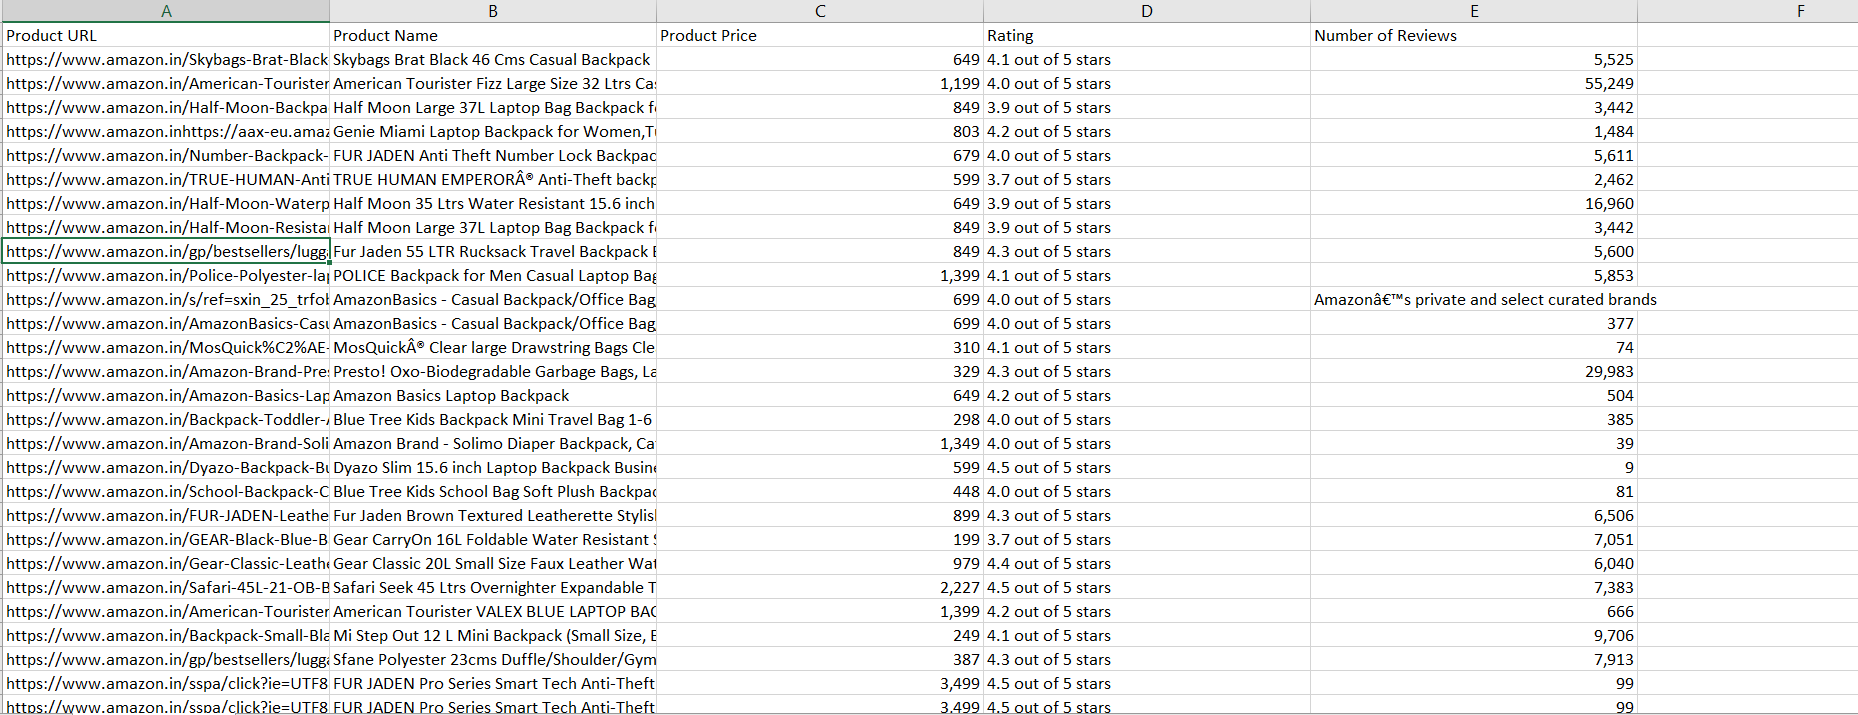 A B C D E F
Product URL Product Name Product Price Rating Number of Reviews
https://www.amazon.in/Skybags-Brat-Black Skybags Brat Black 46 Cms Casual Backpack 649 4.1 out of 5 stars 5,525
https://www.amazon.in/American-Tourister American Tourister Fizz Large Size 32 Ltrs Cas 1,199 4.0 out of 5 stars 55,249
https://www.amazon.in/Half-Moon-Backpa Half Moon Large 37L Laptop Bag Backpack f 849 3.9 out of 5 stars 3,442
https://www.amazon.inhttps://aax-eu.amaz Genie Miami Laptop Backpack for Women,T 803 4.2 out of 5 stars 1,484
https://www.amazon.in/Number-Backpack- FUR JADEN Anti Theft Number Lock Backpac 679 4.0 out of 5 stars 5,611
https://www.amazon.in/TRUE-HUMAN-Anti TRUE HUMAN EMPERORÂ® Anti-Theft backp 599 3.7 out of 5 stars 2,462
https://www.amazon.in/Half-Moon-Waterp Half Moon 35 Ltrs Water Resistant 15.6 inch 649 3.9 out of 5 stars 16,960
https://www.amazon.in/Half-Moon-Resista Half Moon Large 37L Laptop Bag Backpack f 849 3.9 out of 5 stars 3,442
https://www.amazon.in/gp/bestsellers/lugg Fur Jaden 55 LTR Rucksack Travel Backpack 849 4.3 out of 5 stars 5,600
https://www.amazon.in/Police-Polyester-la POLICE Backpack for Men Casual Laptop Bag 1,399 4.1 out of 5 stars 5,853
https://www.amazon.in/s/ref=sxin_25_trfob AmazonBasics - Casual Backpack/Office Bag 699 4.0 out of 5 stars Amazonâ€™s private and select curated brands
https://www.amazon.in/AmazonBasics-Casu AmazonBasics - Casual Backpack/Office Bag 699 4.0 out of 5 stars 377
https://www.amazon.in/MosQuick%C2%AE- MosQuickÂ® Clear large Drawstring Bags Cle 310 4.1 out of 5 stars 74
https://www.amazon.in/Amazon-Brand-Pres Presto! Oxo-Biodegradable Garbage Bags, La 329 4.3 out of 5 stars 29,983
https://www.amazon.in/Amazon-Basics-Lap Amazon Basics Laptop Backpack 649 4.2 out of 5 stars 504
https://www.amazon.in/Backpack-Toddler-A Blue Tree Kids Backpack Mini Travel Bag 1-6 298 4.0 out of 5 stars 385
https://www.amazon.in/Amazon-Brand-Soli Amazon Brand - Solimo Diaper Backpack, Ca 1,349 4.0 out of 5 stars 39
https://www.amazon.in/Dyazo-Backpack-Bu Dyazo Slim 15.6 inch Laptop Backpack Busine 599 4.5 out of 5 stars 9
https://www.amazon.in/School-Backpack-C Blue Tree Kids School Bag Soft Plush Backpac 448 4.0 out of 5 stars 81
https://www.amazon.in/FUR-JADEN-Leathe Fur Jaden Brown Textured Leatherette Stylis 899 4.3 out of 5 stars 6,506
https://www.amazon.in/GEAR-Black-Blue-B Gear CarryOn 16L Foldable Water Resistant S 199 3.7 out of 5 stars 7,051
https://www.amazon.in/Gear-Classic-Leathe Gear Classic 20L Small Size Faux Leather Wat 979 4.4 out of 5 stars 6,040
https://www.amazon.in/Safari-45L-21-OB-B Safari Seek 45 Ltrs Overnighter Expandable T 2,227 4.5 out of 5 stars 7,383
https://www.amazon.in/American-Tourister American Tourister VALEX BLUE LAPTOP BAC 1,399 4.2 out of 5 stars 666
https://www.amazon.in/Backpack-Small-Bla Mi Step Out 12 L Mini Backpack (Small Size, B 249 4.1 out of 5 stars 9,706
https://www.amazon.in/gp/bestsellers/lugga Sfane Polyester 23cms Duffle/Shoulder/Gym 387 4.3 out of 5 stars 7,913
https://www.amazon.in/sspa/click?ie=UTF8 FUR JADEN Pro Series Smart Tech Anti-Theft 3,499 4.5 out of 5 stars 99
https://www.amazon.in/sspa/click?ie=UTF8 FUR JADEN Pro Series Smart Tech Anti-Theft 3,499 4.5 out of 5 stars 99